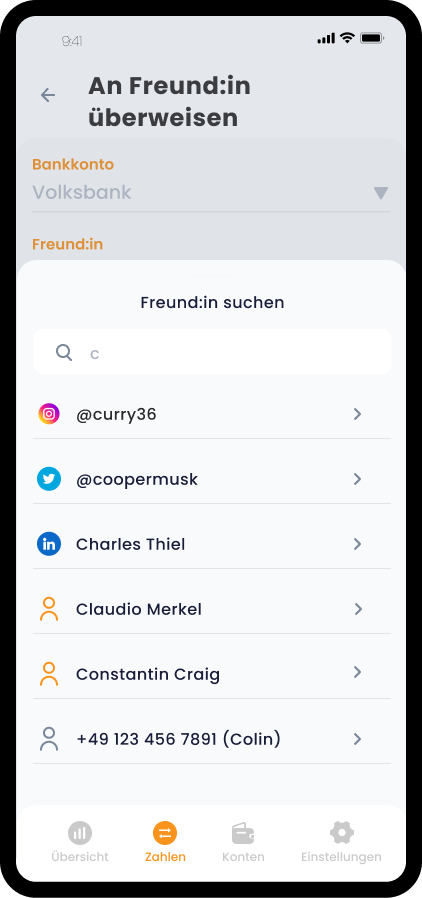 9:41
An Freund:in
überweisen
Bankkonto
Volksbank
Freund:in
Freund:in suchen
c
@curry36
@coopermusk
in
Charles Thiel
Claudio Merkel
Constantin Craig
+49 123 456 7891 (Colin)
Übersicht
Zahlen
Konten
Einstellungen